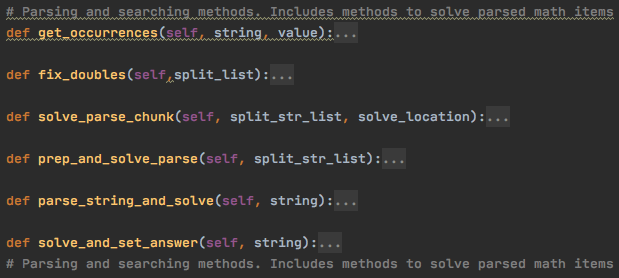 # Parsing and searching methods. Includes methods to solve parsed math items
def get_occurrences(self, string, value):...
def fix_doubles(self,split_list):...
def solve_parse_chunk(self, split_str_list, solve_location):...
def prep_and_solve_parse(self, split_str_list):...
def parse_string_and_solve(self, string):...
def solve_and_set_answer(self, string):...
# Parsing and searching methods. Includes methods to solve parsed math items